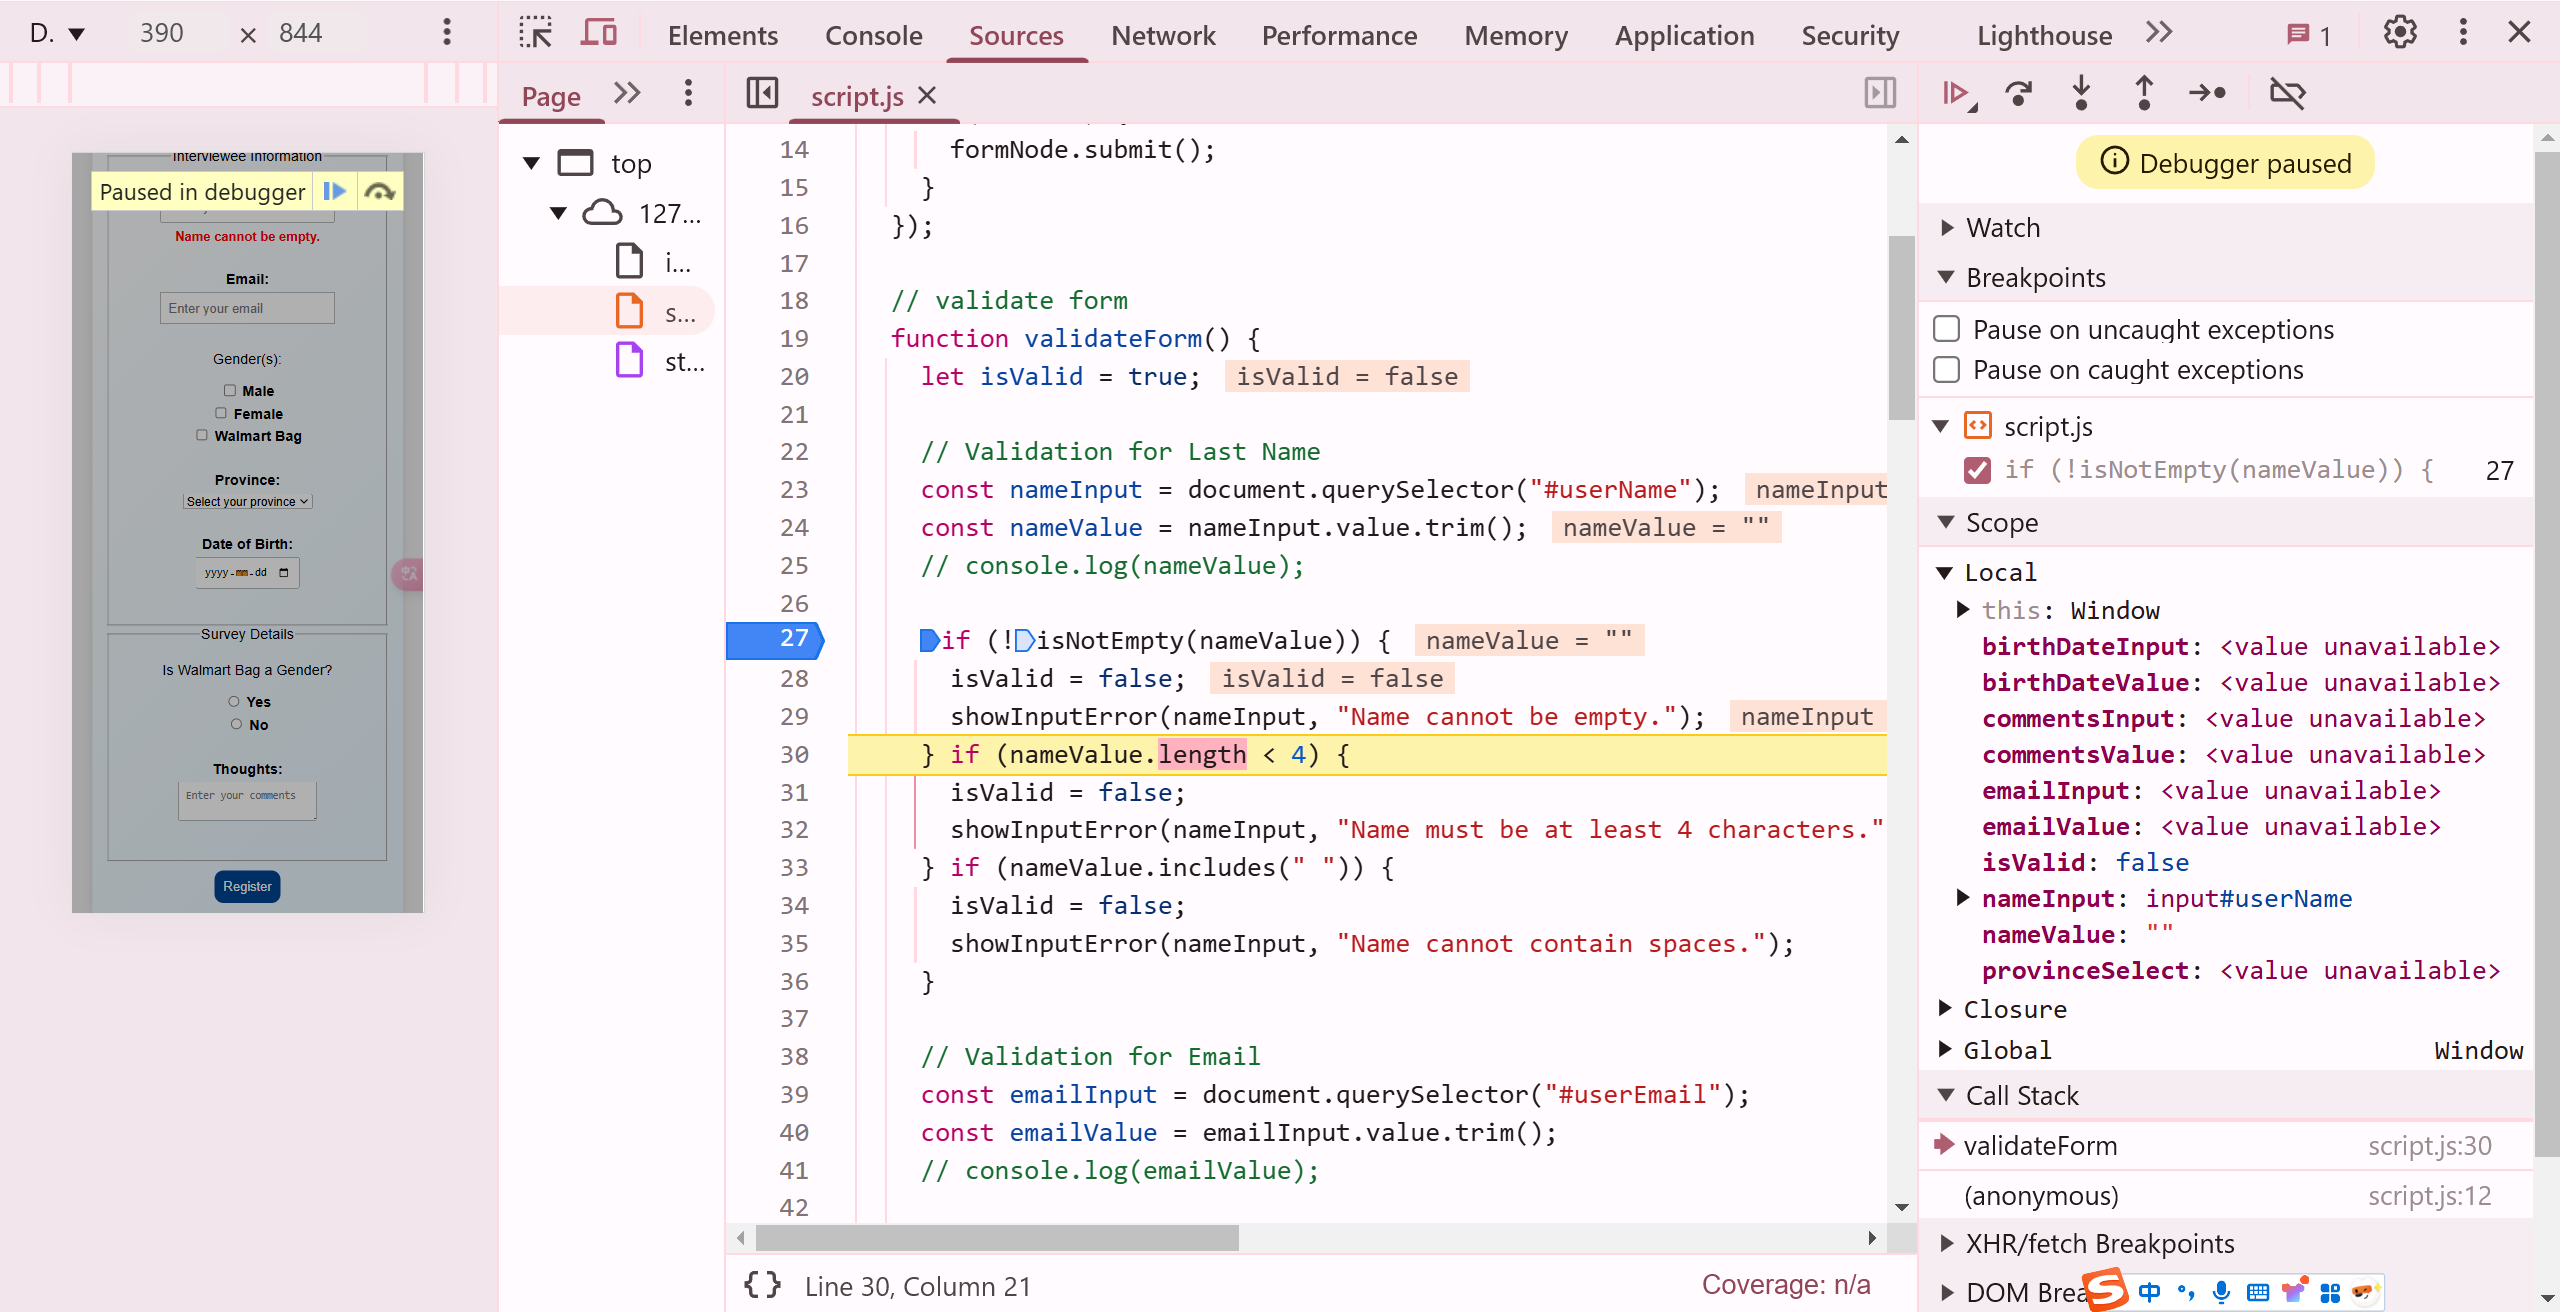 D. 390 × 844
Elements Console Sources Network Performance Memory Application Security Lighthouse 1
Interviewee Information
Paused in debugger
Name cannot be empty.
Email:
Enter your email
Gender(s):
Male
Female
Walmart Bag
Province:
Select your province
Date of Birth:
yyyy-mm-dd
Survey Details
Is Walmart Bag a Gender?
Yes
No
Thoughts:
Enter your comments
Register
Page
top
127...
i...
s...
st...
script.js
14 formNode.submit();
15 }
16 });
17
18 // validate form
19 function validateForm() {
20 let isValid = true; isValid = false
21
22 // Validation for Last Name
23 const nameInput = document.querySelector("#userName"); nameInput
24 const nameValue = nameInput.value.trim(); nameValue = ""
25 // console.log(nameValue);
26
27 if (!isNotEmpty(nameValue)) { nameValue = ""
28 isValid = false; isValid = false
29 showInputError(nameInput, "Name cannot be empty."); nameInput
30 } if (nameValue.length < 4) {
31 isValid = false;
32 showInputError(nameInput, "Name must be at least 4 characters."
33 } if (nameValue.includes(" ")) {
34 isValid = false;
35 showInputError(nameInput, "Name cannot contain spaces.");
36 }
37
38 // Validation for Email
39 const emailInput = document.querySelector("#userEmail");
40 const emailValue = emailInput.value.trim();
41 // console.log(emailValue);
42
{} Line 30, Column 21 Coverage: n/a
Debugger paused
Watch
Breakpoints
Pause on uncaught exceptions
Pause on caught exceptions
script.js
if (!isNotEmpty(nameValue)) { 27
Scope
Local
this: Window
birthDateInput: <value unavailable>
birthDateValue: <value unavailable>
commentsInput: <value unavailable>
commentsValue: <value unavailable>
emailInput: <value unavailable>
emailValue: <value unavailable>
isValid: false
nameInput: input#userName
nameValue: ""
provinceSelect: <value unavailable>
Closure
Global Window
Call Stack
validateForm script.js:30
(anonymous) script.js:12
XHR/fetch Breakpoints
DOM Brea
中